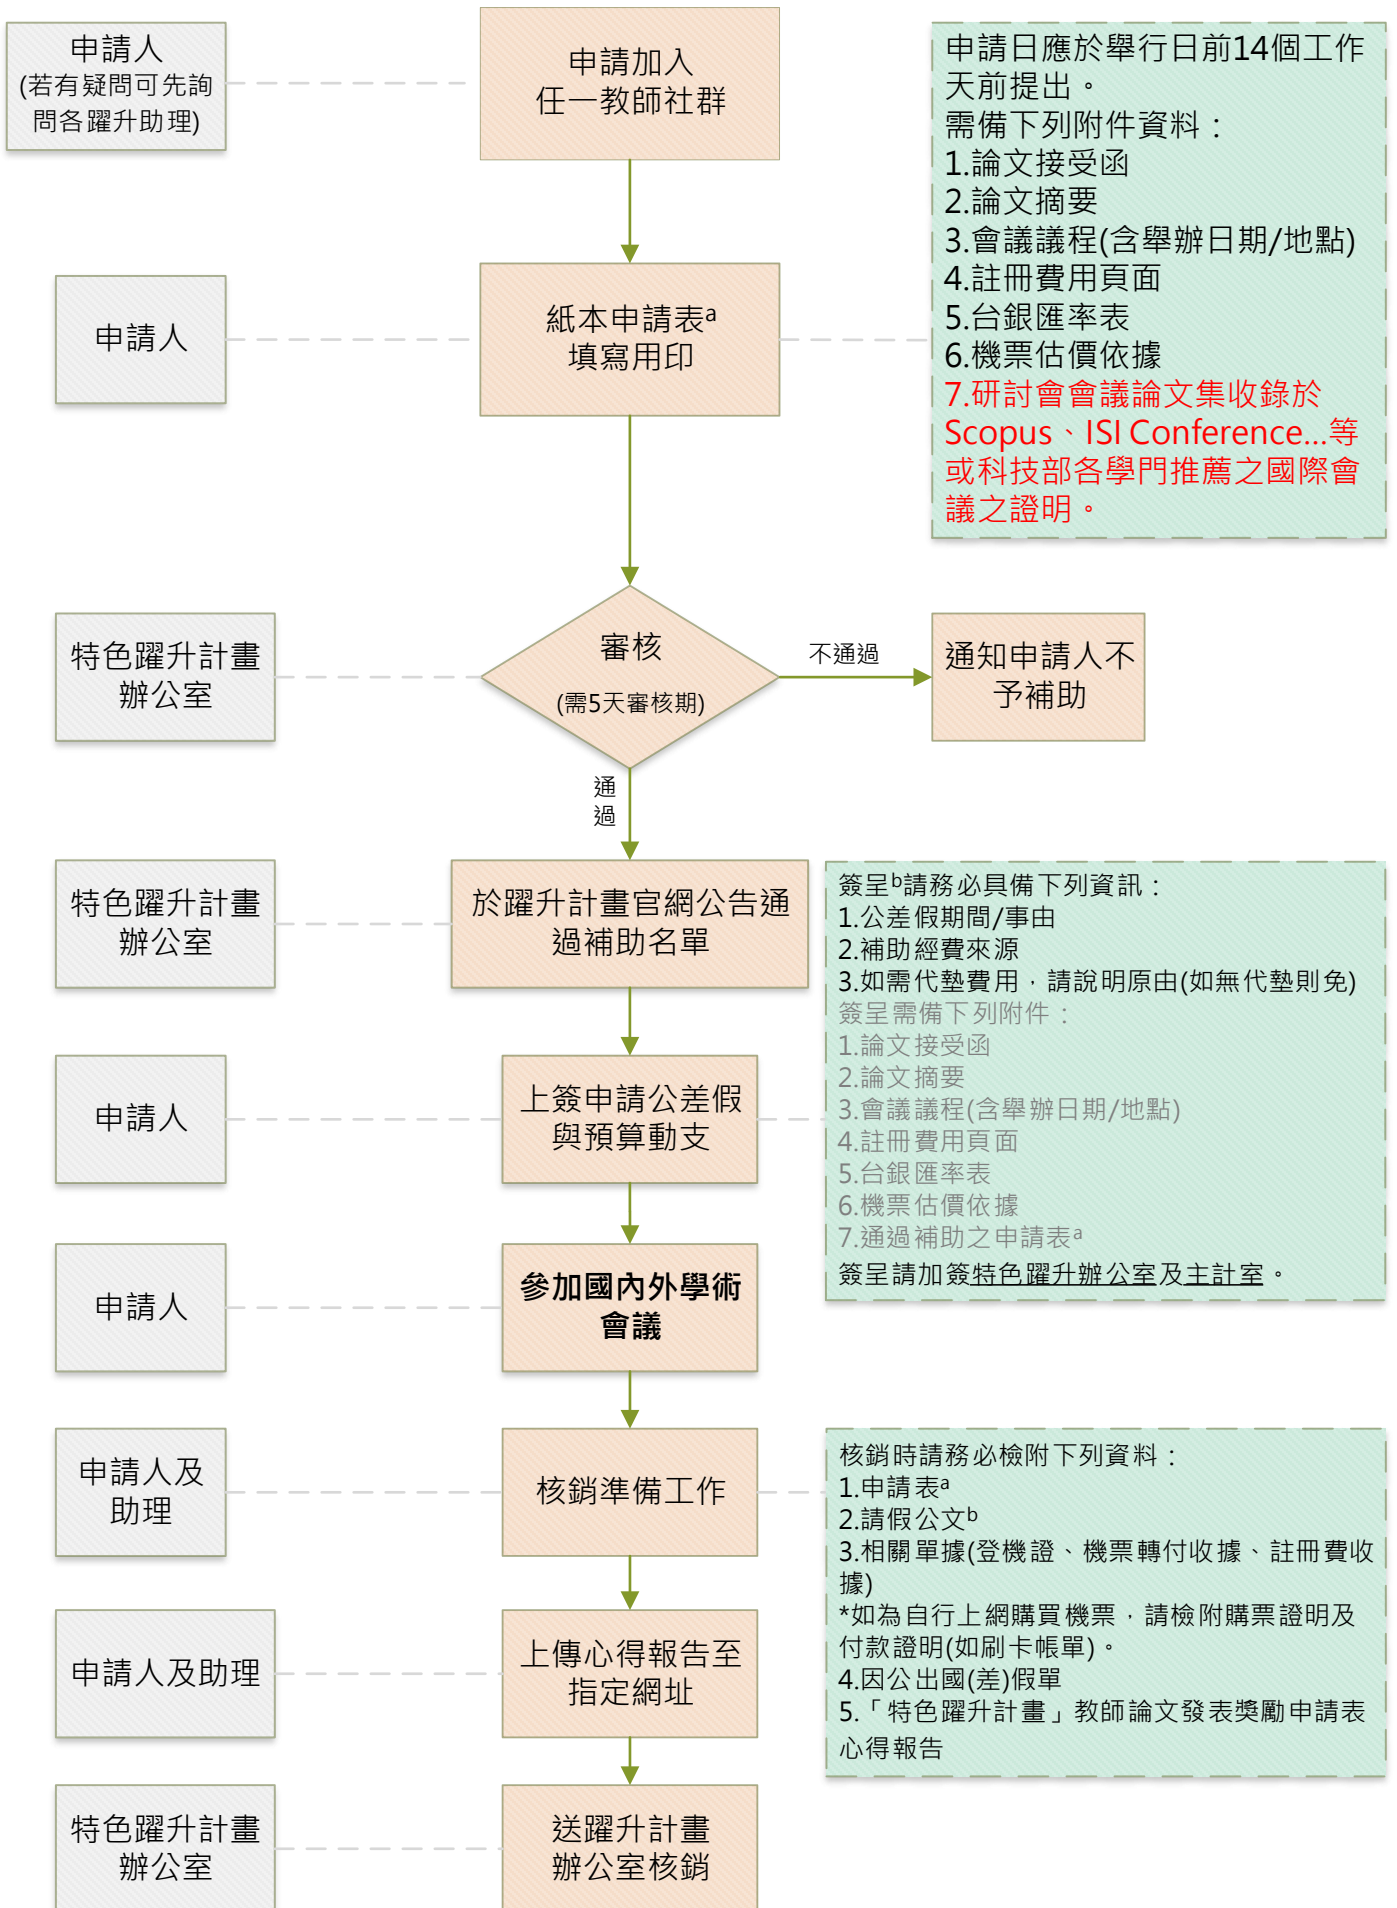 申請人
(若有疑問可先詢
問各躍升助理)
申請加入
任一教師社群
申請日應於舉行日前14個工作
天前提出。
需備下列附件資料：
1.論文接受函
2.論文摘要
3.會議議程(含舉辦日期/地點)
4.註冊費用頁面
5.台銀匯率表
6.機票估價依據
7.研討會會議論文集收錄於
Scopus、ISI Conference...等
或科技部各學門推薦之國際會
議之證明。
申請人
紙本申請表a
填寫用印
特色躍升計畫
辦公室
審核
(需5天審核期)
不通過
通知申請人不
予補助
通
過
特色躍升計畫
辦公室
於躍升計畫官網公告通
過補助名單
簽呈b請務必具備下列資訊：
1.公差假期間/事由
2.補助經費來源
3.如需代墊費用，請說明原由(如無代墊則免)
簽呈需備下列附件：
1.論文接受函
2.論文摘要
3.會議議程(含舉辦日期/地點)
4.註冊費用頁面
5.台銀匯率表
6.機票估價依據
7.通過補助之申請表a
簽呈請加簽特色躍升辦公室及主計室。
申請人
上簽申請公差假
與預算動支
申請人
參加國內外學術
會議
申請人及
助理
核銷準備工作
核銷時請務必檢附下列資料：
1.申請表a
2.請假公文b
3.相關單據(登機證、機票轉付收據、註冊費收
據)
*如為自行上網購買機票，請檢附購票證明及
付款證明(如刷卡帳單)。
4.因公出國(差)假單
5.「特色躍升計畫」教師論文發表獎勵申請表
心得報告
申請人及助理
上傳心得報告至
指定網址
特色躍升計畫
辦公室
送躍升計畫
辦公室核銷